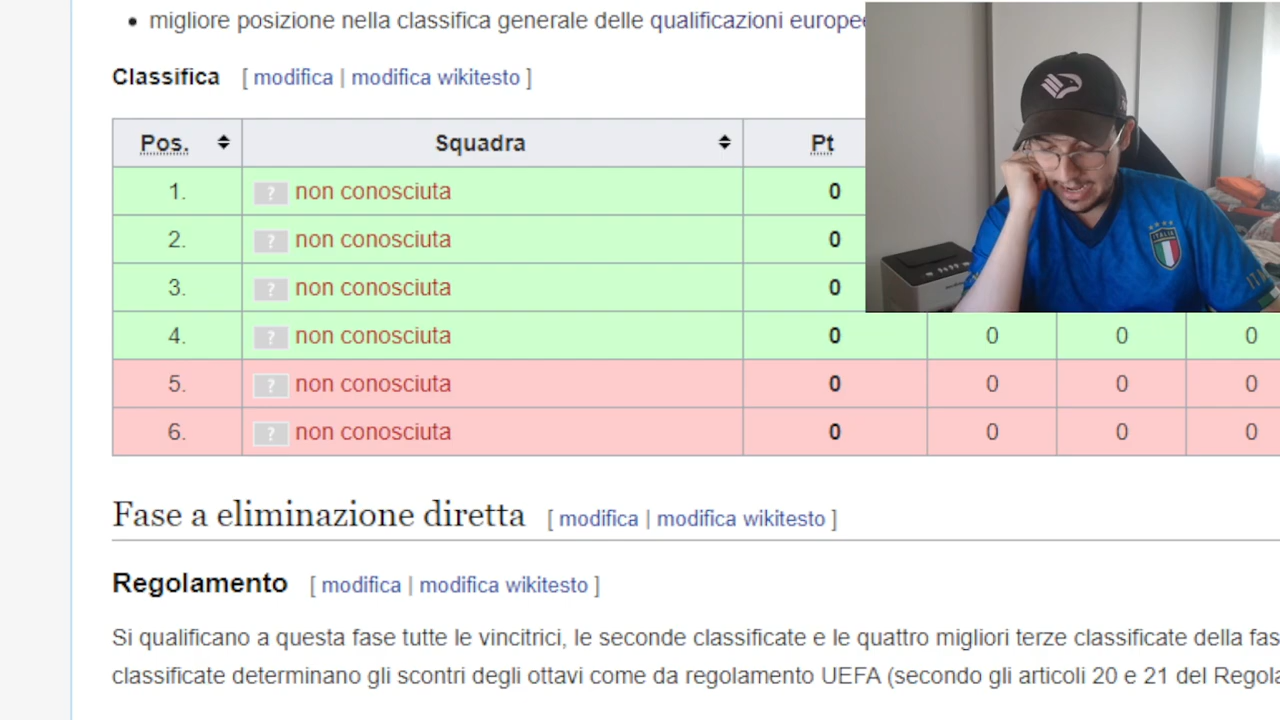 migliore posizione nella classifica generale delle qualificazioni europee
Classifica [ modifica | modifica wikitesto ]
Pos. Squadra Pt
1. ? non conosciuta 0
2. ? non conosciuta 0
3. ? non conosciuta 0
4. ? non conosciuta 0 0 0 0
5. ? non conosciuta 0 0 0 0
6. ? non conosciuta 0 0 0 0
ITALIA
Fase a eliminazione diretta [ modifica | modifica wikitesto ]
Regolamento [ modifica | modifica wikitesto ]
Si qualificano a questa fase tutte le vincitrici, le seconde classificate e le quattro migliori terze classificate della fas
classificate determinano gli scontri degli ottavi come da regolamento UEFA (secondo gli articoli 20 e 21 del Regola